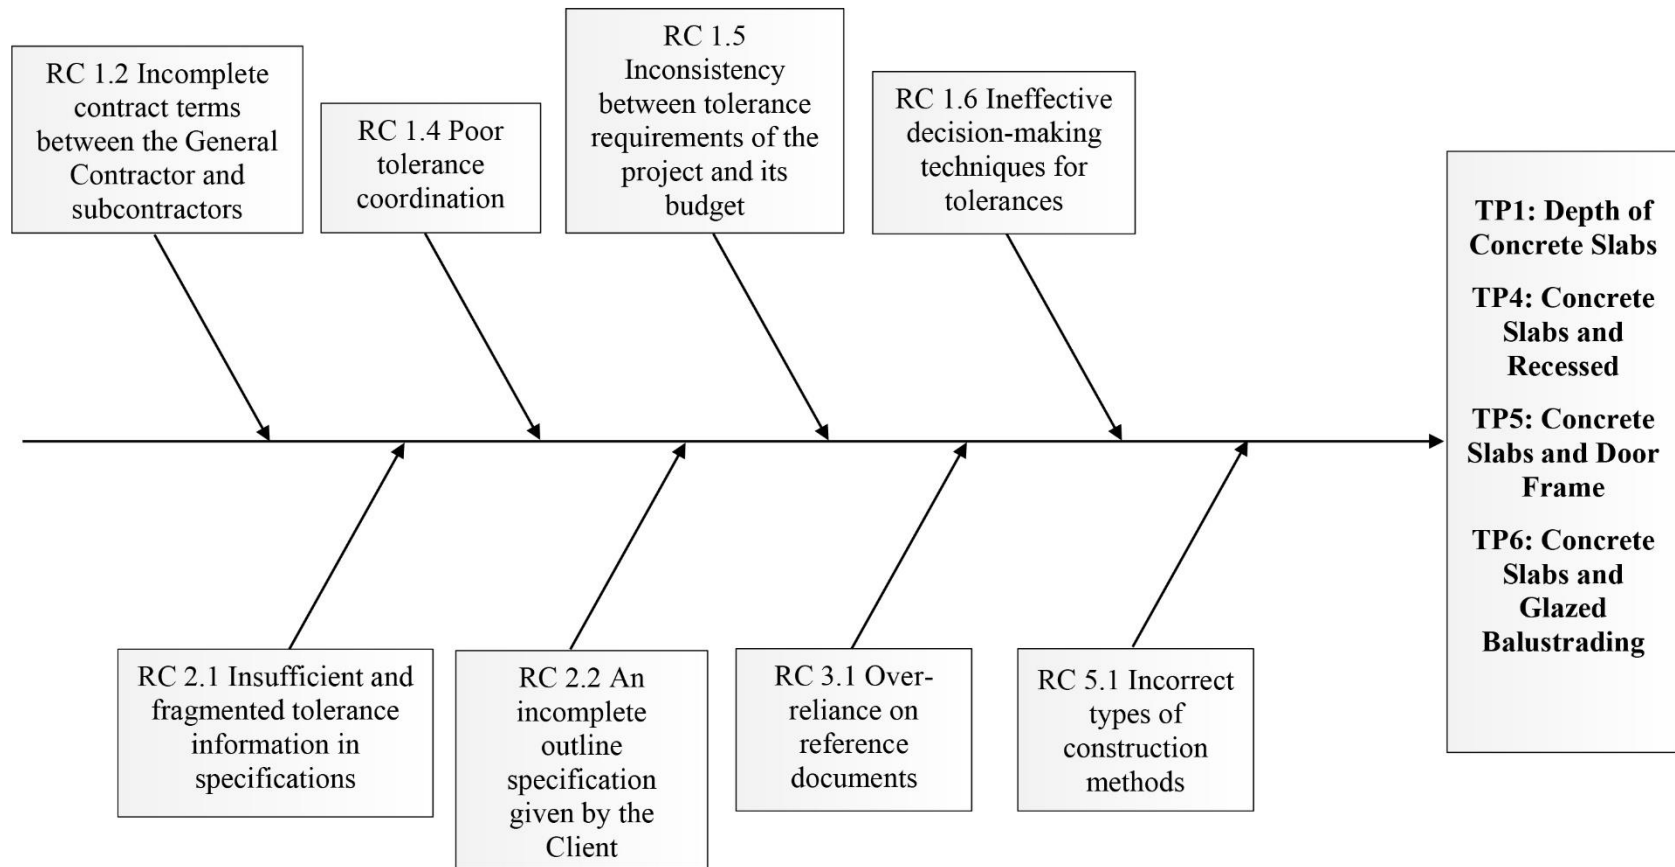 RC 1.2 Incomplete
contract terms
between the General
Contractor and
subcontractors
RC 1.4 Poor
tolerance
coordination
RC 1.5
Inconsistency
between tolerance
requirements of the
project and its
budget
RC 1.6 Ineffective
decision-making
techniques for
tolerances
RC 2.1 Insufficient and
fragmented tolerance
information in
specifications
RC 2.2 An
incomplete
outline
specification
given by the
Client
RC 3.1 Over-
reliance on
reference
documents
RC 5.1 Incorrect
types of
construction
methods
TP1: Depth of
Concrete Slabs
TP4: Concrete
Slabs and
Recessed
TP5: Concrete
Slabs and Door
Frame
TP6: Concrete
Slabs and
Glazed
Balustrading